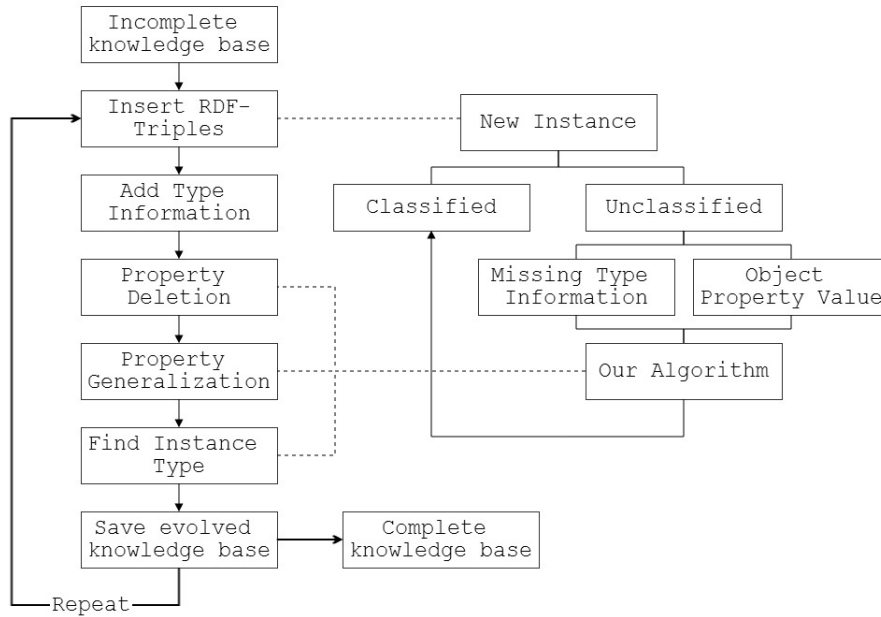 Incomplete
knowledge base
Insert RDF-
Triples
New Instance
Add Type
Information
Classified
Unclassified
Property
Deletion
Missing Type
Information
Object
Property Value
Property
Generalization
Our Algorithm
Find Instance
Type
Save evolved
knowledge base
Complete
knowledge base
Repeat